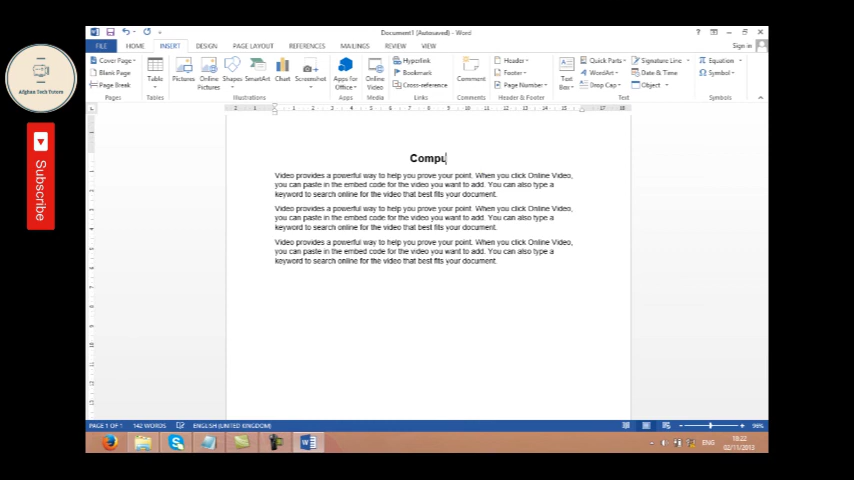 Document1 (Autosaved) - Word
Sign in
FILE HOME INSERT DESIGN PAGE LAYOUT REFERENCES MAILINGS REVIEW VIEW
Cover Page
Blank Page
Page Break
Pages
Table
Tables
Pictures
Online Pictures
Shapes
SmartArt
Chart
Screenshot
Illustrations
Apps for Office
Apps
Online Video
Media
Hyperlink
Bookmark
Cross-reference
Links
Comment
Comments
Header
Footer
Page Number
Header & Footer
Text Box
Quick Parts
WordArt
Drop Cap
Signature Line
Date & Time
Object
Text
Equation
Symbol
Symbols
Afghan Tech Tutors
Subscribe
Compu
Video provides a powerful way to help you prove your point. When you click Online Video,
you can paste in the embed code for the video you want to add. You can also type a
keyword to search online for the video that best fits your document.
Video provides a powerful way to help you prove your point. When you click Online Video,
you can paste in the embed code for the video you want to add. You can also type a
keyword to search online for the video that best fits your document.
Video provides a powerful way to help you prove your point. When you click Online Video,
you can paste in the embed code for the video you want to add. You can also type a
keyword to search online for the video that best fits your document.
PAGE 1 OF 1 142 WORDS ENGLISH (UNITED KINGDOM) 96%
ENG
18:22
02/11/2013